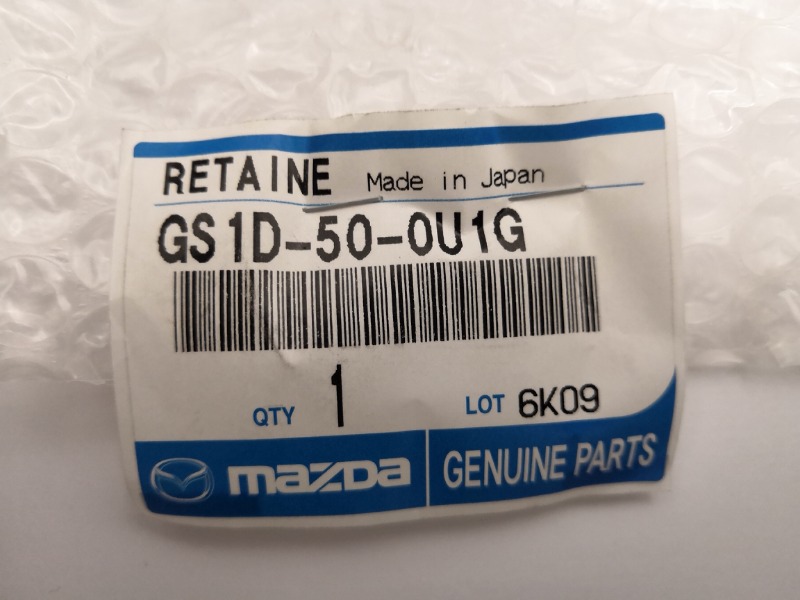 RETAINE Made in Japan
GS1D-50-0U1G
QTY 1 LOT 6K09
mazda GENUINE PARTS